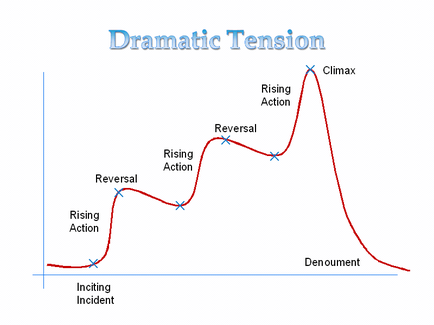 Dramatic Tension
Climax
Rising
Action
Reversal
Rising
Action
Reversal
Rising
Action
Denoument
Inciting
Incident